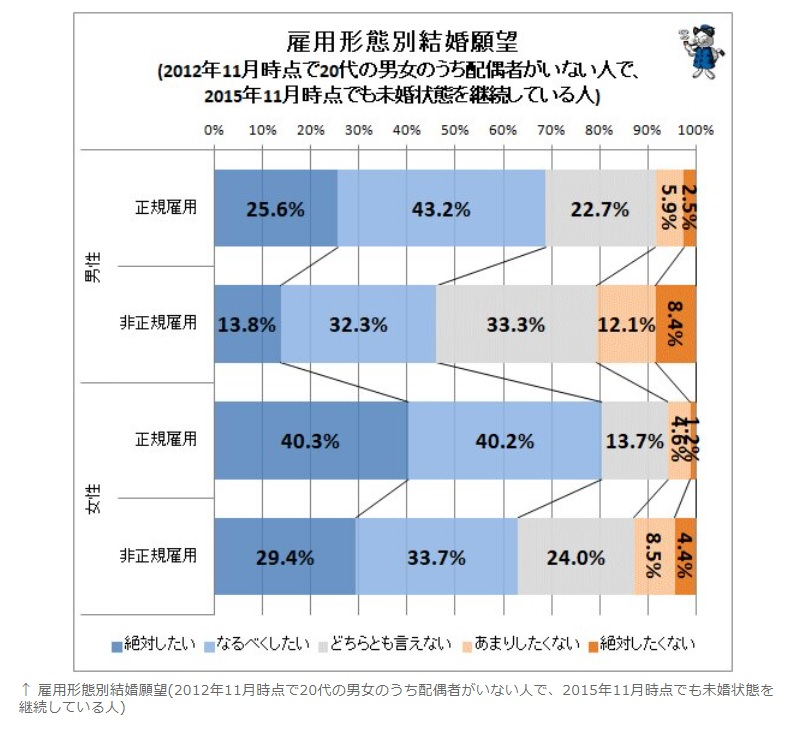 雇用形態別結婚願望
(2012年11月時点で20代の男女のうち配偶者がいない人で、
2015年11月時点でも未婚状態を継続している人)
0% 10% 20% 30% 40% 50% 60% 70% 80% 90% 100%
男性
正規雇用 25.6% 43.2% 22.7% 5.9% 2.5%
非正規雇用 13.8% 32.3% 33.3% 12.1% 8.4%
女性
正規雇用 40.3% 40.2% 13.7% 4.6% 1.2%
非正規雇用 29.4% 33.7% 24.0% 8.5% 4.4%
絶対したい なるべくしたい どちらとも言えない あまりしたくない 絶対したくない
↑ 雇用形態別結婚願望(2012年11月時点で20代の男女のうち配偶者がいない人で、2015年11月時点でも未婚状態を
継続している人)